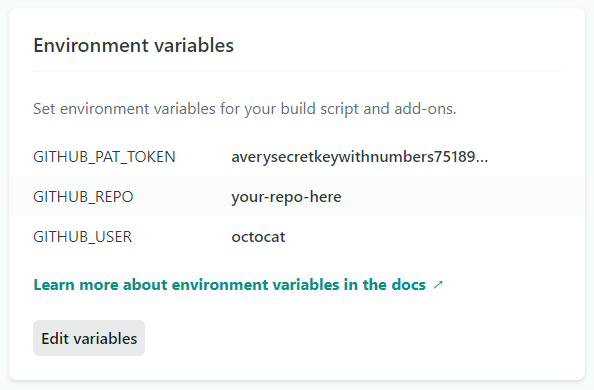 Environment variables
Set environment variables for your build script and add-ons.
GITHUB_PAT_TOKEN averysecretkeywithnumbers75189...
GITHUB_REPO your-repo-here
GITHUB_USER octocat
Learn more about environment variables in the docs ↗
Edit variables